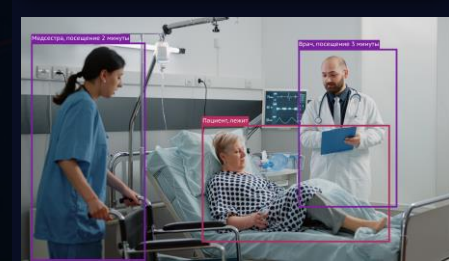 Медсестра, посещение 2 минуты
Врач, посещение 3 минуты
Пациент, лежит